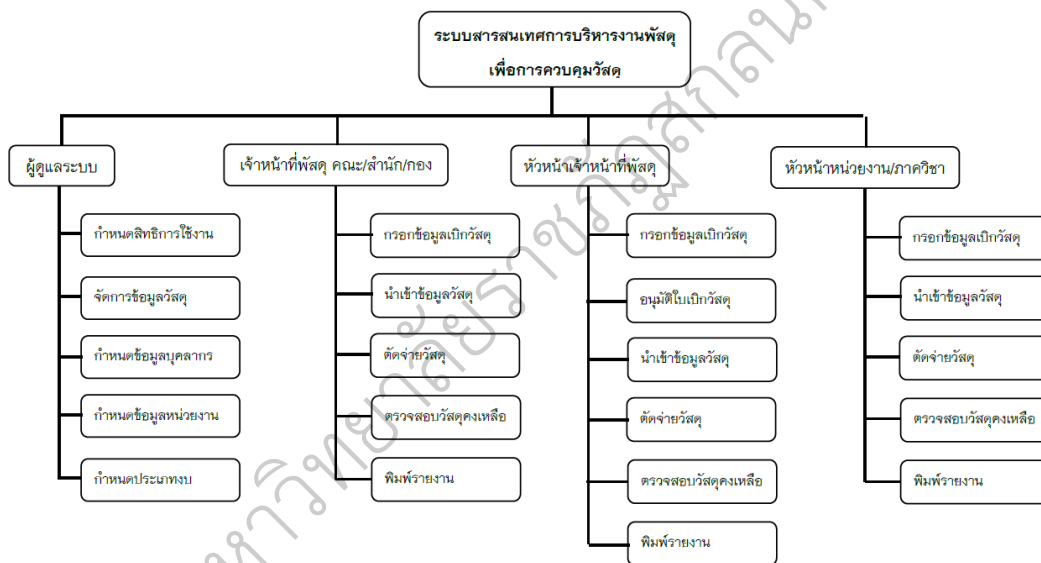 ระบบสารสนเทศการบริหารงานพัสดุ
เพื่อการควบคุมวัสดุ
ผู้ดูแลระบบ
กำหนดสิทธิการใช้งาน
จัดการข้อมูลวัสดุ
กำหนดข้อมูลบุคลากร
กำหนดข้อมูลหน่วยงาน
กำหนดประเภทงบ
เจ้าหน้าที่พัสดุ คณะ/สำนัก/กอง
กรอกข้อมูลเบิกวัสดุ
นำเข้าข้อมูลวัสดุ
ตัดจ่ายวัสดุ
ตรวจสอบวัสดุคงเหลือ
พิมพ์รายงาน
หัวหน้าเจ้าหน้าที่พัสดุ
กรอกข้อมูลเบิกวัสดุ
อนุมัติใบเบิกวัสดุ
นำเข้าข้อมูลวัสดุ
ตัดจ่ายวัสดุ
ตรวจสอบวัสดุคงเหลือ
พิมพ์รายงาน
หัวหน้าหน่วยงาน/ภาควิชา
กรอกข้อมูลเบิกวัสดุ
นำเข้าข้อมูลวัสดุ
ตัดจ่ายวัสดุ
ตรวจสอบวัสดุคงเหลือ
พิมพ์รายงาน
หาวิทยาลัยราชภัฏสกลน